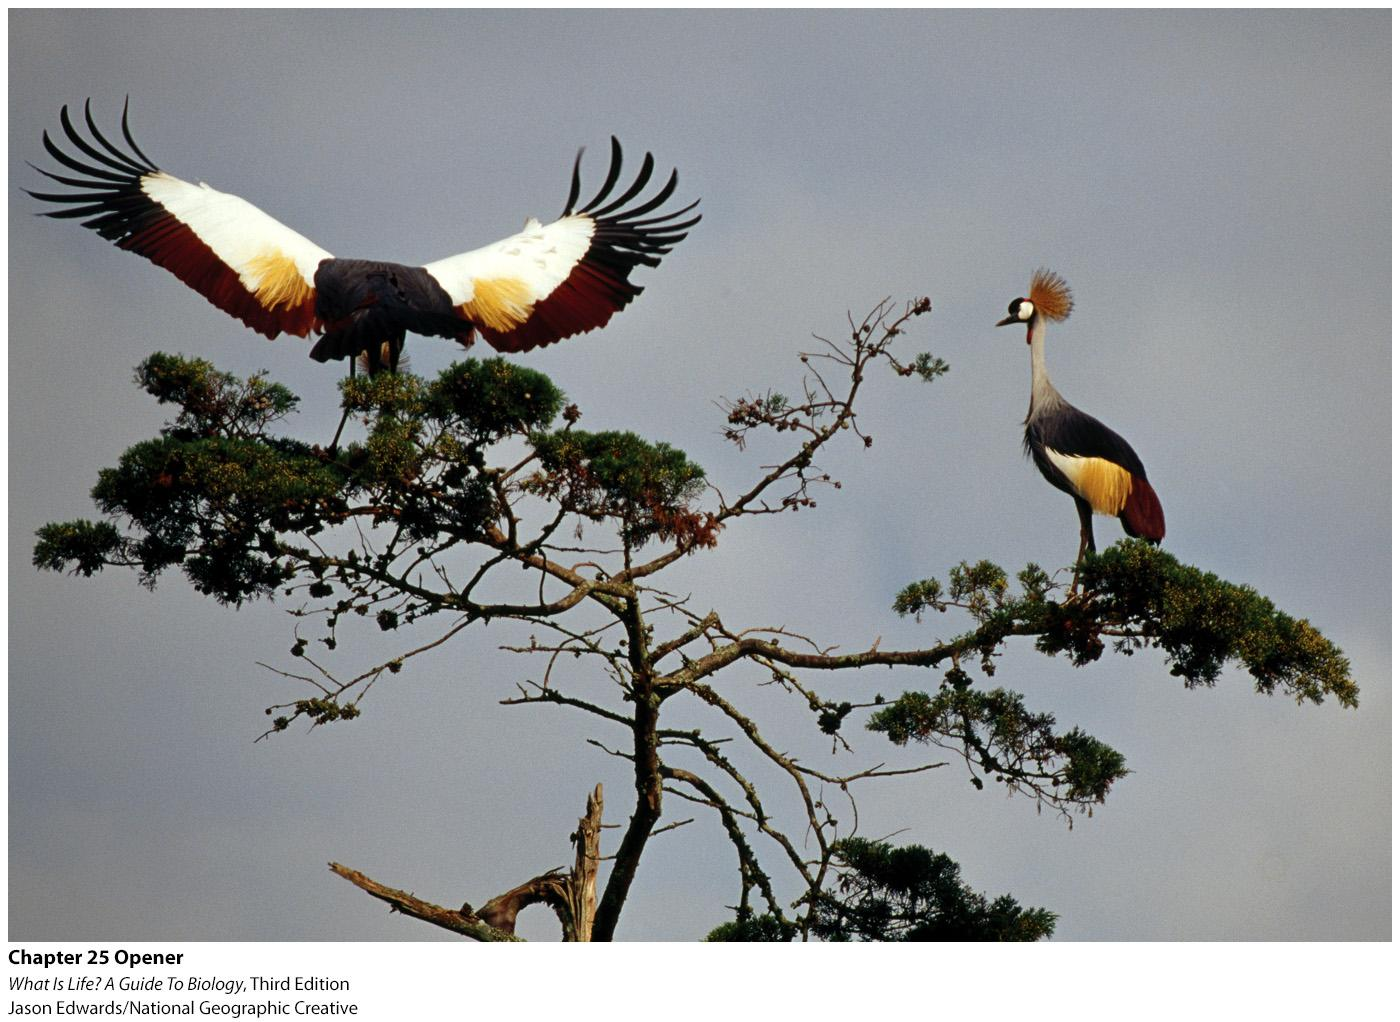 Chapter 25 Opener
What Is Life? A Guide To Biology, Third Edition
Jason Edwards/National Geographic Creative